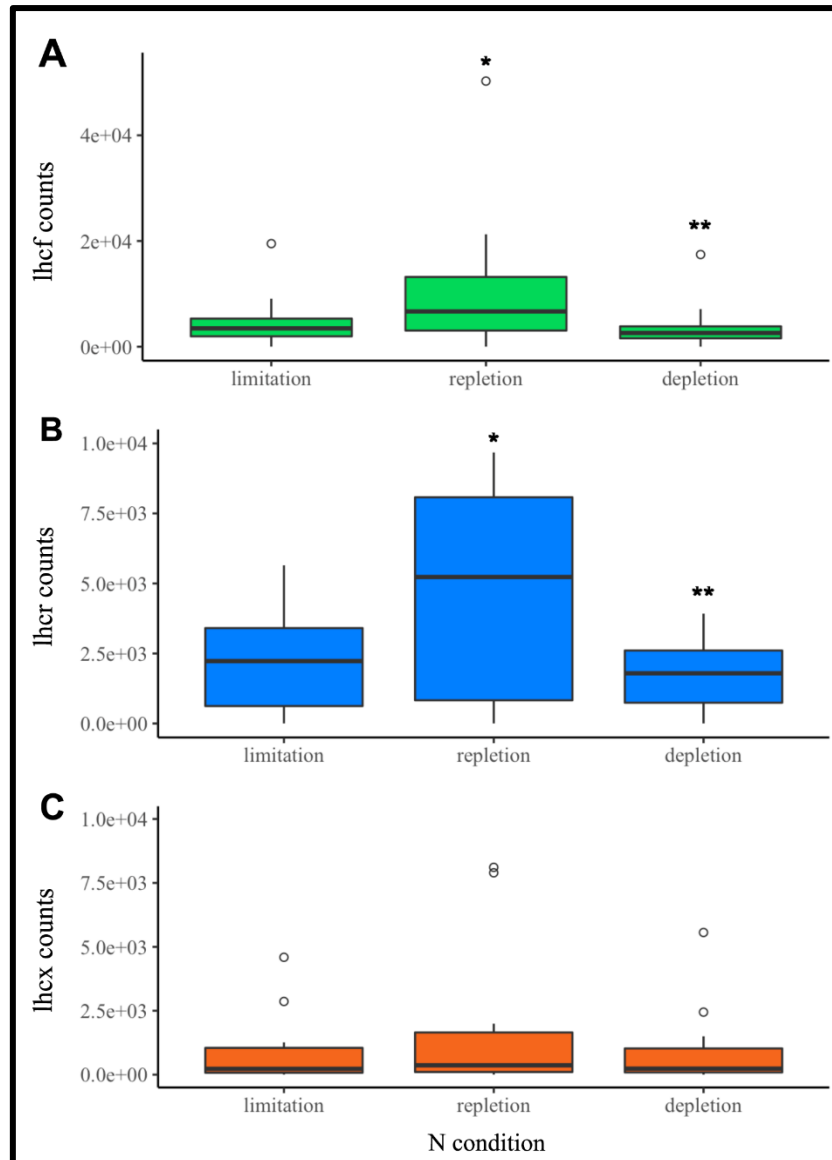 A
*
4e+04
**
lhcf counts
2e+04
0e+00
limitation repletion depletion
B
*
1.0e+04
7.5e+03
lhcr counts
5.0e+03
**
2.5e+03
0.0e+00
limitation repletion depletion
C
1.0e+04
7.5e+03
lhcx counts
5.0e+03
2.5e+03
0.0e+00
limitation repletion depletion
N condition